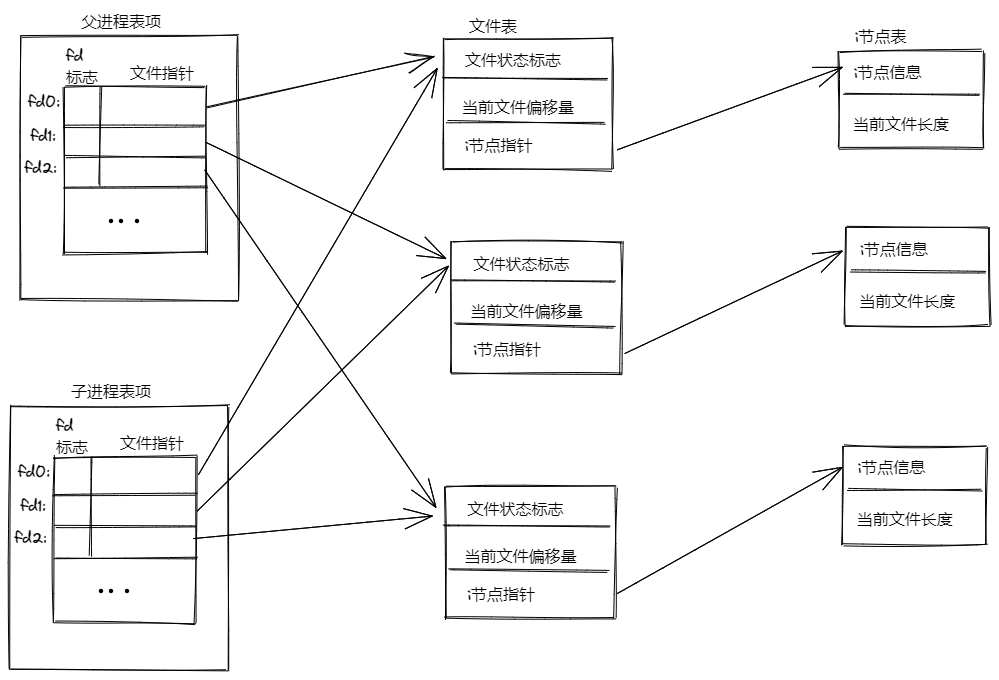 父进程表项
fd
标志
文件指针
fd0:
fd1:
fd2:
...
子进程表项
fd
标志
文件指针
fd0:
fd1:
fd2:
...
文件表
文件状态标志
当前文件偏移量
i节点指针
文件状态标志
当前文件偏移量
i节点指针
文件状态标志
当前文件偏移量
i节点指针
i节点表
i节点信息
当前文件长度
i节点信息
当前文件长度
i节点信息
当前文件长度